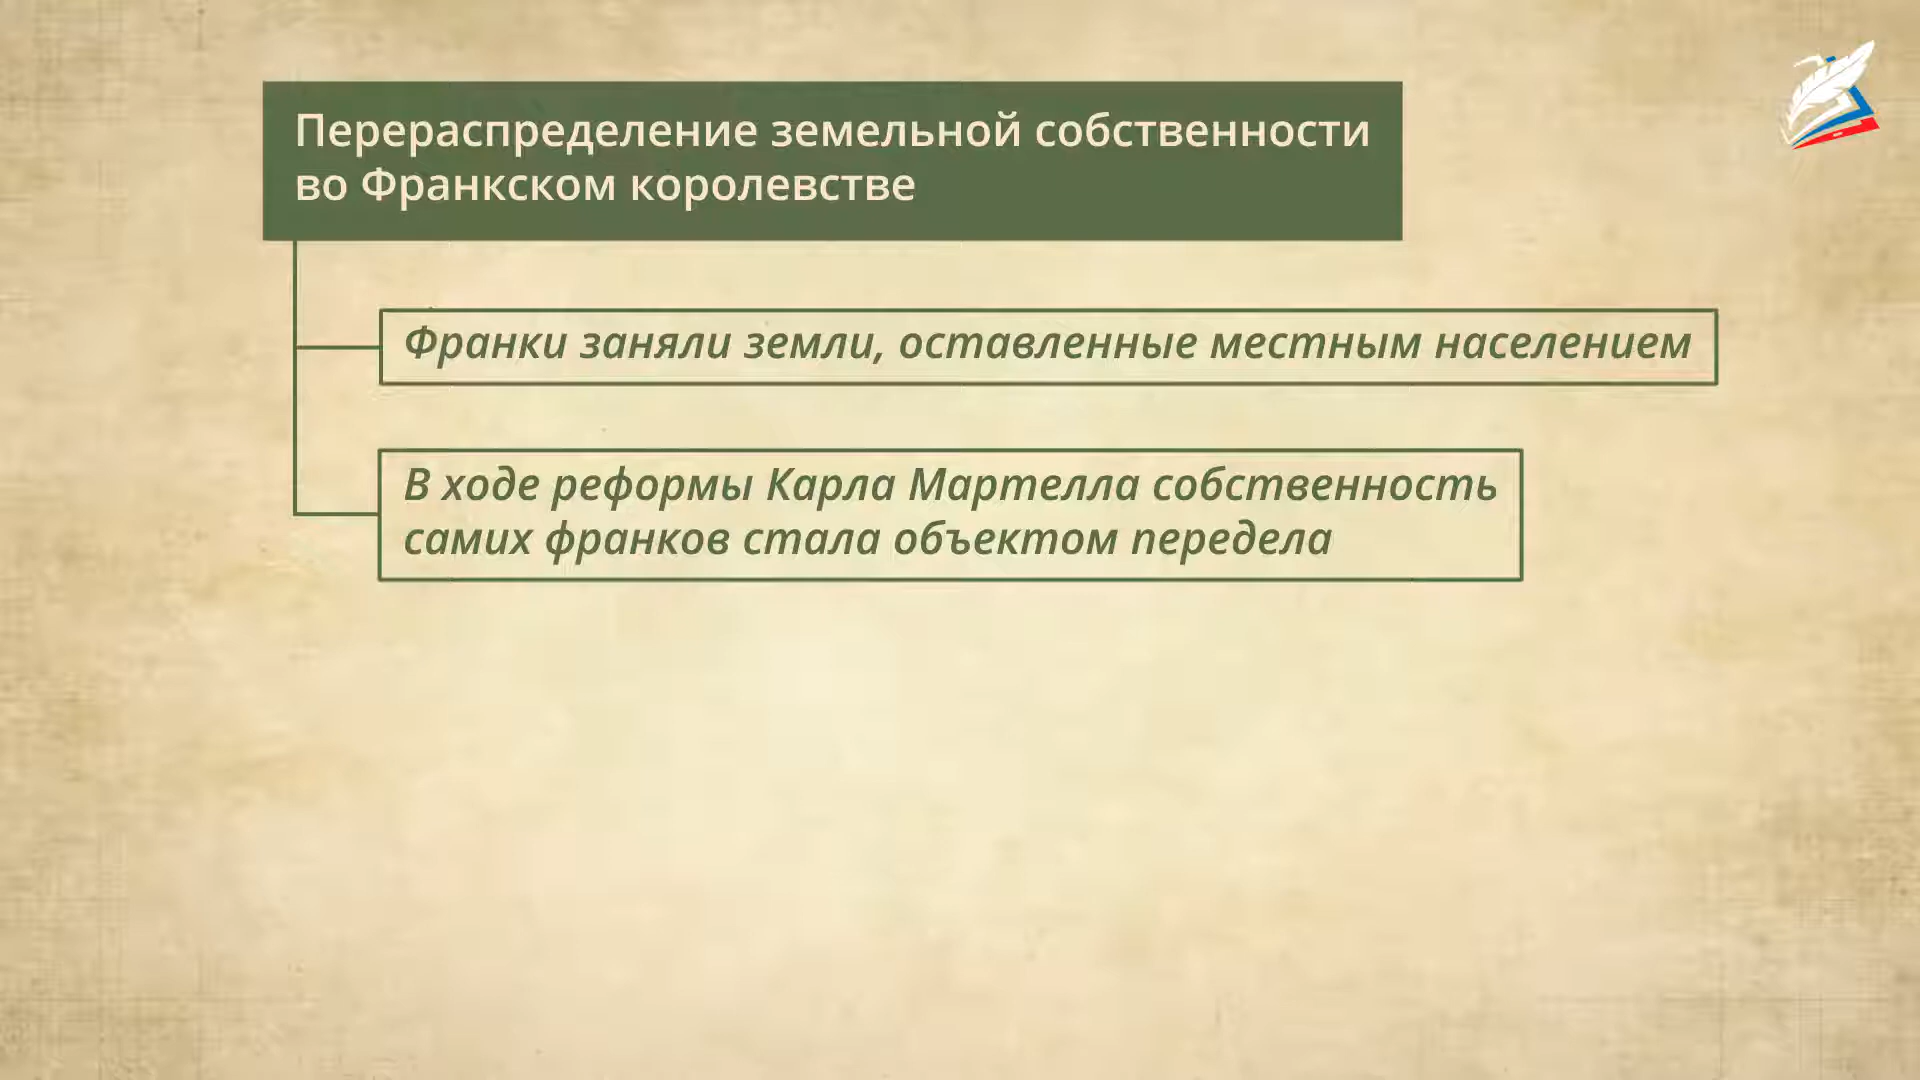 Перераспределение земельной собственности
во Франкском королевстве
Франки заняли земли, оставленные местным населением
В ходе реформы Карла Мартелла собственность
самих франков стала объектом передела